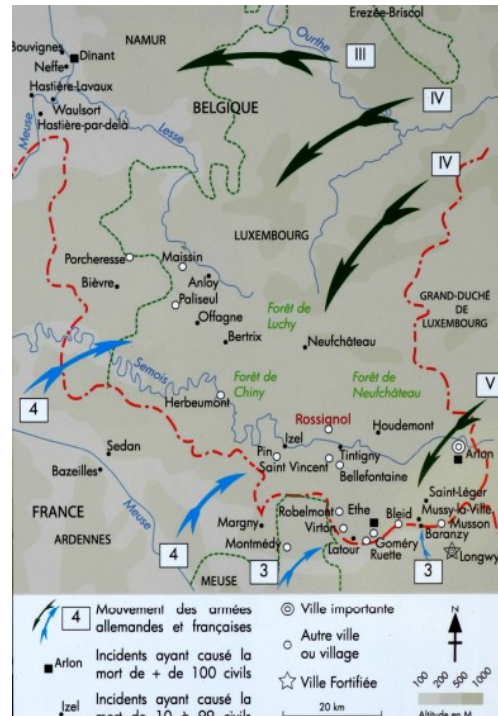 Erezée-Briscol
NAMUR
Ourthe
III
Bouvignes
Dinant
Neffe
Hastière-Lavaux
BELGIQUE
IV
Waulsort
Hastière-par-delà
Meuse
Lesse
IV
LUXEMBOURG
Porcheresse
Maissin
Bièvre
Anloy
Paliseul
Forêt de
Luchy
GRAND-DUCHÉ
DE
LUXEMBOURG
Offagne
Bertrix
Neufchâteau
Semois
Forêt de
Chiny
Forêt de
Neufchâteau
V
4
Herbeumont
Rossignol
Houdemont
Sedan
Izel
Pin
Tintigny
Arlon
Bazeilles
Saint Vincent
Bellefontaine
Saint-Léger
FRANCE
Meuse
Robelmont
Ethe
Bleid
Mussy-la-Ville
Musson
ARDENNES
Margny
Virton
Baranzy
4
Montmédy
3
Latour
Goméry
Ruette
3
Longwy
MEUSE
4
Mouvement des armées
allemandes et françaises
Ville importante
N
Arlon
Incidents ayant causé la
mort de + de 100 civils
Autre ville
ou village
Ville Fortifiée
100 200 500 1000
Izel
Incidents ayant causé la
mort de 10 à 99 civils
20 km
Altitude en M